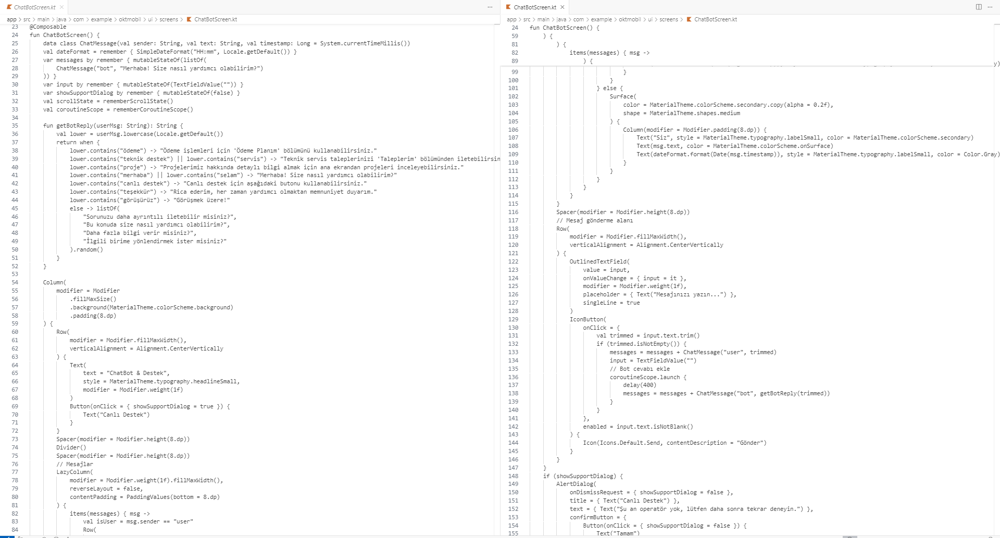 ChatBotScreen.kt
app > src > main > java > com > example > oktmobil > ui > screens > ChatBotScreen.kt
23 @Composable
24 fun ChatBotScreen() {
25 data class ChatMessage(val sender: String, val text: String, val timestamp: Long = System.currentTimeMillis())
26 val dateFormat = remember { SimpleDateFormat("HH:mm", Locale.getDefault()) }
27 var messages by remember { mutableStateOf(listOf(
28 ChatMessage("bot", "Merhaba! Size nasıl yardımcı olabilirim?")
29 )) }
30 var input by remember { mutableStateOf(TextFieldValue("")) }
31 var showSupportDialog by remember { mutableStateOf(false) }
32 val scrollState = rememberScrollState()
33 val coroutineScope = rememberCoroutineScope()
34
35 fun getBotReply(userMsg: String): String {
36 val lower = userMsg.lowercase(Locale.getDefault())
37 return when {
38 lower.contains("ödeme") -> "Ödeme işlemleri için 'Ödeme Planım' bölümünü kullanabilirsiniz."
39 lower.contains("teknik destek") || lower.contains("servis") -> "Teknik servis taleplerinizi 'Taleplerim' bölümünden iletebilirsin
40 lower.contains("proje") -> "Projelerimiz hakkında detaylı bilgi almak için ana ekrandan projeleri inceleyebilirsiniz."
41 lower.contains("merhaba") || lower.contains("selam") -> "Merhaba! Size nasıl yardımcı olabilirim?"
42 lower.contains("canlı destek") -> "Canlı destek için aşağıdaki butonu kullanabilirsiniz."
43 lower.contains("teşekkür") -> "Rica ederim, her zaman yardımcı olmaktan memnuniyet duyarım."
44 lower.contains("görüşürüz") -> "Görüşmek üzere!"
45 else -> listOf(
46 "Sorunuzu daha ayrıntılı iletebilir misiniz?",
47 "Bu konuda size nasıl yardımcı olabilirim?",
48 "Daha fazla bilgi verir misiniz?",
49 "İlgili birime yönlendirmek ister misiniz?"
50 ).random()
51 }
52 }
53
54 Column(
55 modifier = Modifier
56 .fillMaxSize()
57 .background(MaterialTheme.colorScheme.background)
58 .padding(8.dp)
59 ) {
60 Row(
61 modifier = Modifier.fillMaxWidth(),
62 verticalAlignment = Alignment.CenterVertically
63 ) {
64 Text(
65 text = "ChatBot & Destek",
66 style = MaterialTheme.typography.headlineSmall,
67 modifier = Modifier.weight(1f)
68 )
69 Button(onClick = { showSupportDialog = true }) {
70 Text("Canlı Destek")
71 }
72 }
73 Spacer(modifier = Modifier.height(8.dp))
74 Divider()
75 Spacer(modifier = Modifier.height(8.dp))
76 // Mesajlar
77 LazyColumn(
78 modifier = Modifier.weight(1f).fillMaxWidth(),
79 reverseLayout = false,
80 contentPadding = PaddingValues(bottom = 8.dp)
81 ) {
82 items(messages) { msg ->
83 val isUser = msg.sender == "user"
84 Row(
ChatBotScreen.kt
app > src > main > java > com > example > oktmobil > ui > screens > ChatBotScreen.kt
24 fun ChatBotScreen() {
59 ) {
81 ) {
82 items(messages) { msg ->
89 ) {
99 }
100 }
101 } else {
102 Surface(
103 color = MaterialTheme.colorScheme.secondary.copy(alpha = 0.2f),
104 shape = MaterialTheme.shapes.medium
105 ) {
106 Column(modifier = Modifier.padding(8.dp)) {
107 Text("Siz", style = MaterialTheme.typography.labelSmall, color = MaterialTheme.colorScheme.secondary)
108 Text(msg.text, color = MaterialTheme.colorScheme.onSurface)
109 Text(dateFormat.format(Date(msg.timestamp)), style = MaterialTheme.typography.labelSmall, color = Color.Gray)
110 }
111 }
112 }
113 }
114 }
115 }
116 Spacer(modifier = Modifier.height(8.dp))
117 // Mesaj gönderme alanı
118 Row(
119 modifier = Modifier.fillMaxWidth(),
120 verticalAlignment = Alignment.CenterVertically
121 ) {
122 OutlinedTextField(
123 value = input,
124 onValueChange = { input = it },
125 modifier = Modifier.weight(1f),
126 placeholder = { Text("Mesajınızı yazın...") },
127 singleLine = true
128 )
129 IconButton(
130 onClick = {
131 val trimmed = input.text.trim()
132 if (trimmed.isNotEmpty()) {
133 messages = messages + ChatMessage("user", trimmed)
134 input = TextFieldValue("")
135 // Bot cevabı ekle
136 coroutineScope.launch {
137 delay(400)
138 messages = messages + ChatMessage("bot", getBotReply(trimmed))
139 }
140 }
141 },
142 enabled = input.text.isNotBlank()
143 ) {
144 Icon(Icons.Default.Send, contentDescription = "Gönder")
145 }
146 }
147 }
148 if (showSupportDialog) {
149 AlertDialog(
150 onDismissRequest = { showSupportDialog = false },
151 title = { Text("Canlı Destek") },
152 text = { Text("Şu an operatör yok, lütfen daha sonra tekrar deneyin.") },
153 confirmButton = {
154 Button(onClick = { showSupportDialog = false }) {
155 Text("Tamam")